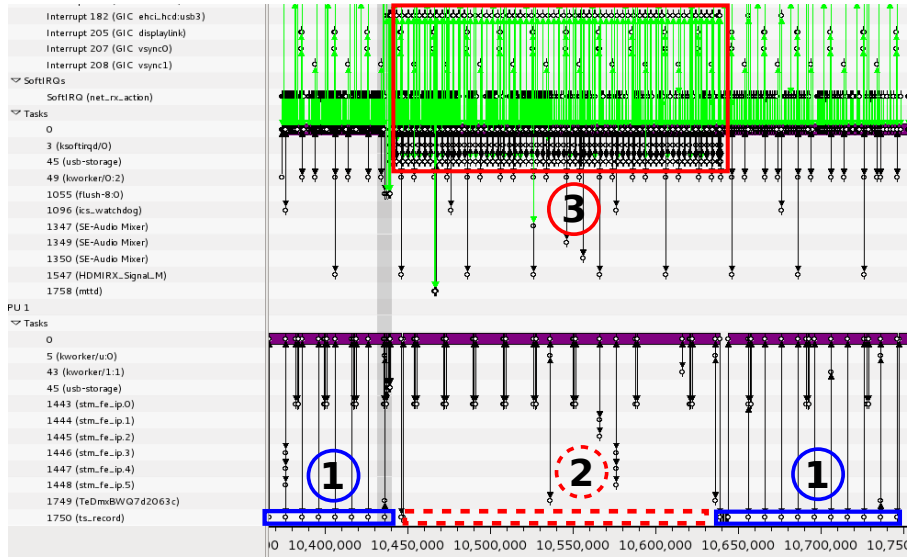 Interrupt 182 (GIC ehci_hcd:usb3)
Interrupt 205 (GIC displaylink)
Interrupt 207 (GIC vsync0)
Interrupt 208 (GIC vsync1)
SoftIRQs
SoftIRQ (net_rx_action)
Tasks
0
3 (ksoftirqd/0)
45 (usb-storage)
49 (kworker/0:2)
1055 (flush-8:0)
1096 (ics_watchdog)
1347 (SE-Audio Mixer)
1349 (SE-Audio Mixer)
1350 (SE-Audio Mixer)
1547 (HDMIRX_Signal_M)
1758 (mttd)
3
PU 1
Tasks
0
5 (kworker/u:0)
43 (kworker/1:1)
45 (usb-storage)
1443 (stm_fe_ip.0)
1444 (stm_fe_ip.1)
1445 (stm_fe_ip.2)
1446 (stm_fe_ip.3)
1447 (stm_fe_ip.4)
1448 (stm_fe_ip.5)
1749 (TeDmxBWQ7d2063c)
1750 (ts_record)
1 2 1
00 10,400,000 10,450,000 10,500,000 10,550,000 10,600,000 10,650,000 10,700,000 10,750